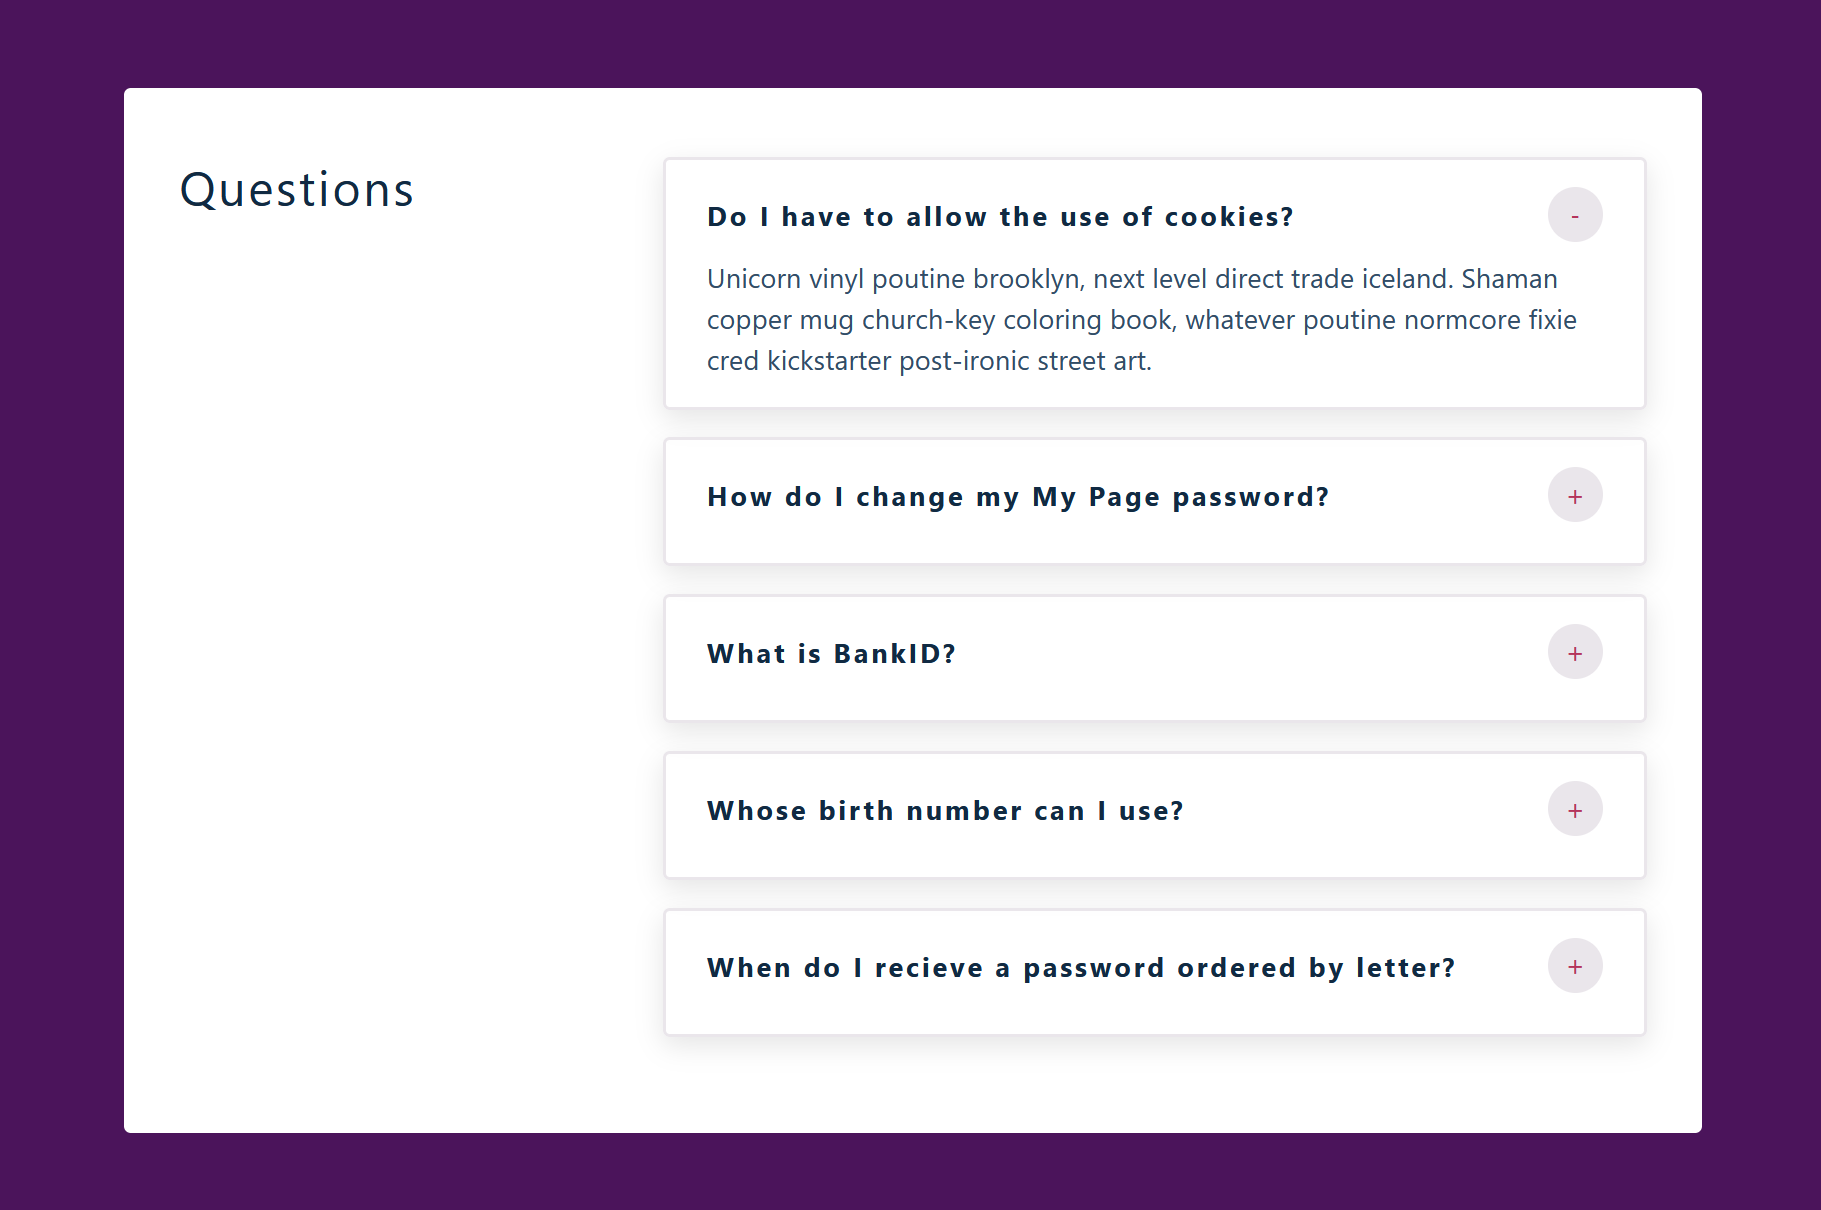 Questions
Do I have to allow the use of cookies?
-
Unicorn vinyl poutine brooklyn, next level direct trade iceland. Shaman
copper mug church-key coloring book, whatever poutine normcore fixie
cred kickstarter post-ironic street art.
How do I change my My Page password?
+
What is BankID?
+
Whose birth number can I use?
+
When do I recieve a password ordered by letter?
+